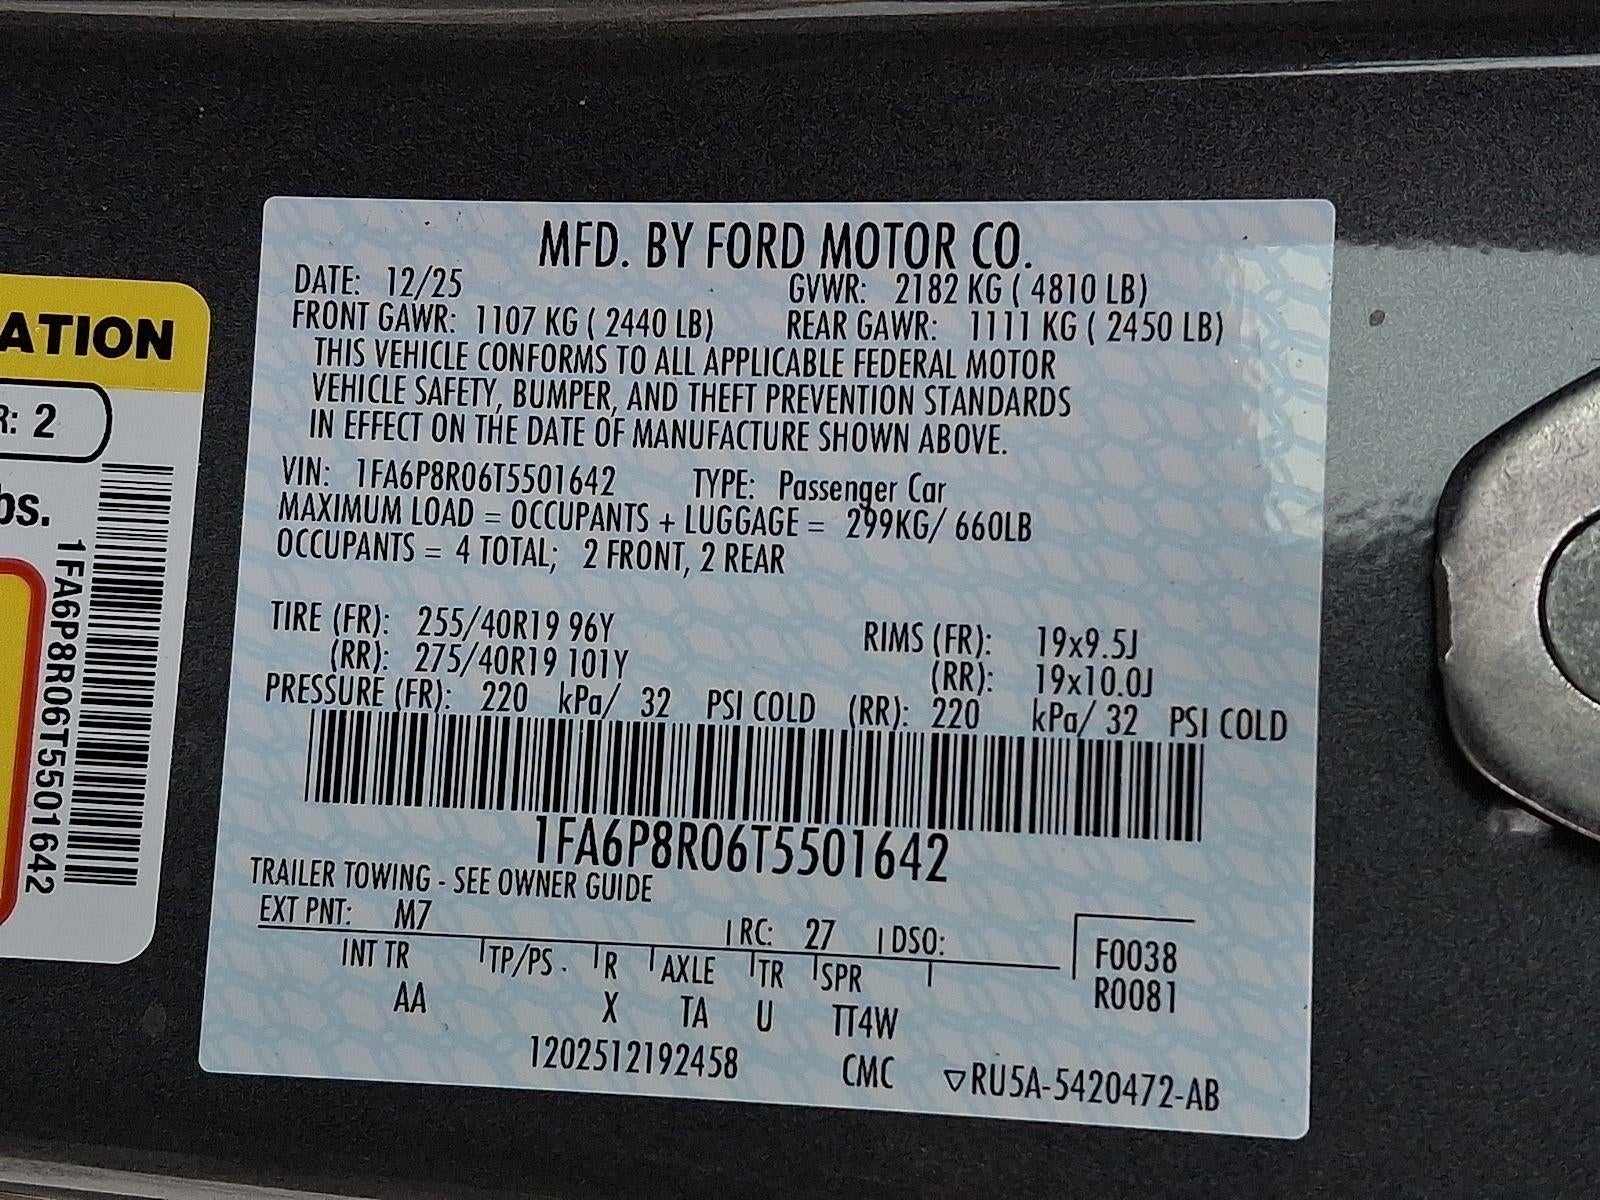 MFD. BY FORD MOTOR CO.
DATE: 12/25 GVWR: 2182 KG ( 4810 LB)
FRONT GAWR: 1107 KG ( 2440 LB) REAR GAWR: 1111 KG ( 2450 LB)
THIS VEHICLE CONFORMS TO ALL APPLICABLE FEDERAL MOTOR
VEHICLE SAFETY, BUMPER, AND THEFT PREVENTION STANDARDS
IN EFFECT ON THE DATE OF MANUFACTURE SHOWN ABOVE.
VIN: 1FA6P8R06T5501642 TYPE: Passenger Car
MAXIMUM LOAD = OCCUPANTS + LUGGAGE = 299KG/ 660LB
OCCUPANTS = 4 TOTAL; 2 FRONT, 2 REAR
TIRE (FR): 255/40R19 96Y RIMS (FR): 19x9.5J
(RR): 275/40R19 101Y (RR): 19x10.0J
PRESSURE (FR): 220 kPa/ 32 PSI COLD (RR): 220 kPa/ 32 PSI COLD
1FA6P8R06T5501642
TRAILER TOWING - SEE OWNER GUIDE
EXT PNT: M7 RC: 27 DSO:
INT TR TP/PS R AXLE TR SPR
AA X TA U TT4W
F0038
R0081
1202512192458 CMC ▽RU5A-5420472-AB
ATION
R: 2
bs.
1FA6P8R06T5501642